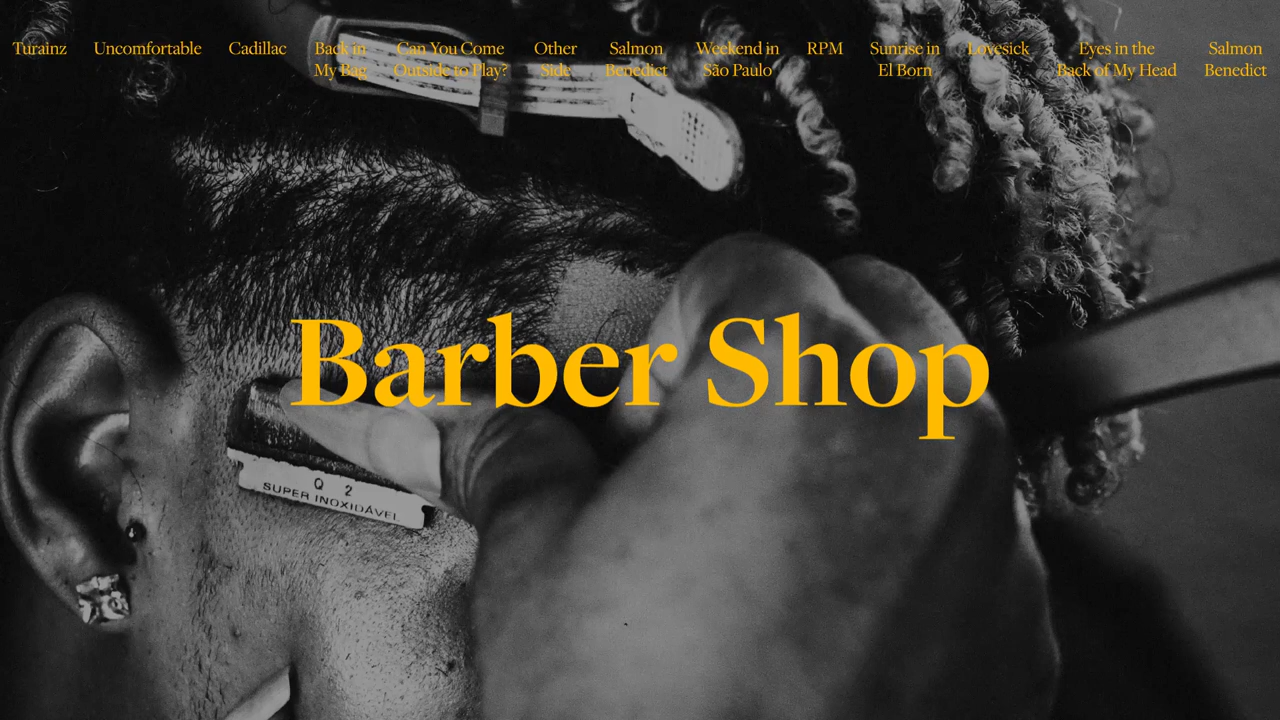 Turainz
Uncomfortable
Cadillac
Back in
My Bag
Can You Come
Outside to Play?
Other
Side
Salmon
Benedict
Weekend in
São Paulo
RPM
Sunrise in
El Born
Lovesick
Eyes in the
Back of My Head
Salmon
Benedict
Barber Shop
Q 2
SUPER INOXIDÁVEL